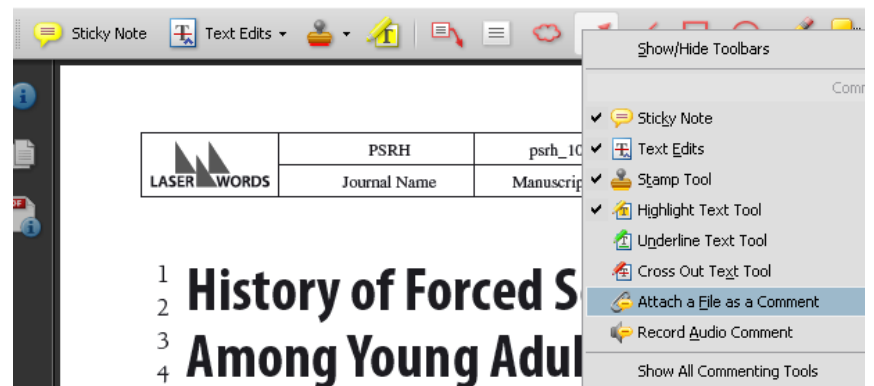 Sticky Note Text Edits
Show/Hide Toolbars
Sticky Note
Text Edits
Stamp Tool
Highlight Text Tool
Underline Text Tool
Cross Out Text Tool
Attach a File as a Comment
Record Audio Comment
Show All Commenting Tools
LASER WORDS
PSRH
psrh_10
Journal Name
Manuscrip
1
History of Forced S
2
3
Among Young Adul
4